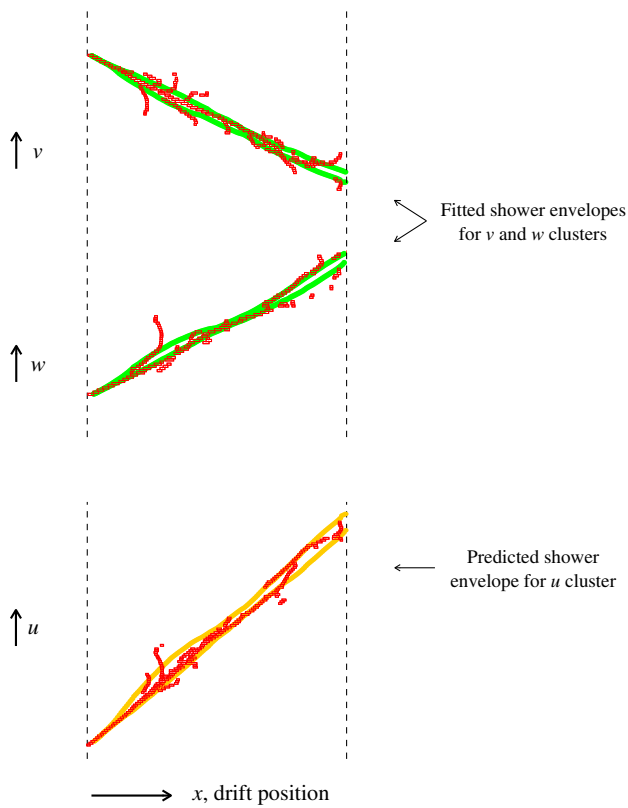 v
Fitted shower envelopes
for v and w clusters
w
Predicted shower
envelope for u cluster
u
x, drift position